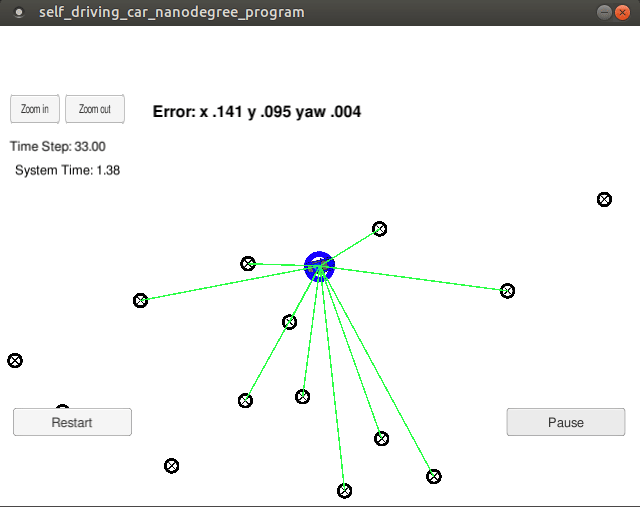 self_driving_car_nanodegree_program
Zoom in Zoom out
Error: x .141 y .095 yaw .004
Time Step: 33.00
System Time: 1.38
Restart
Pause